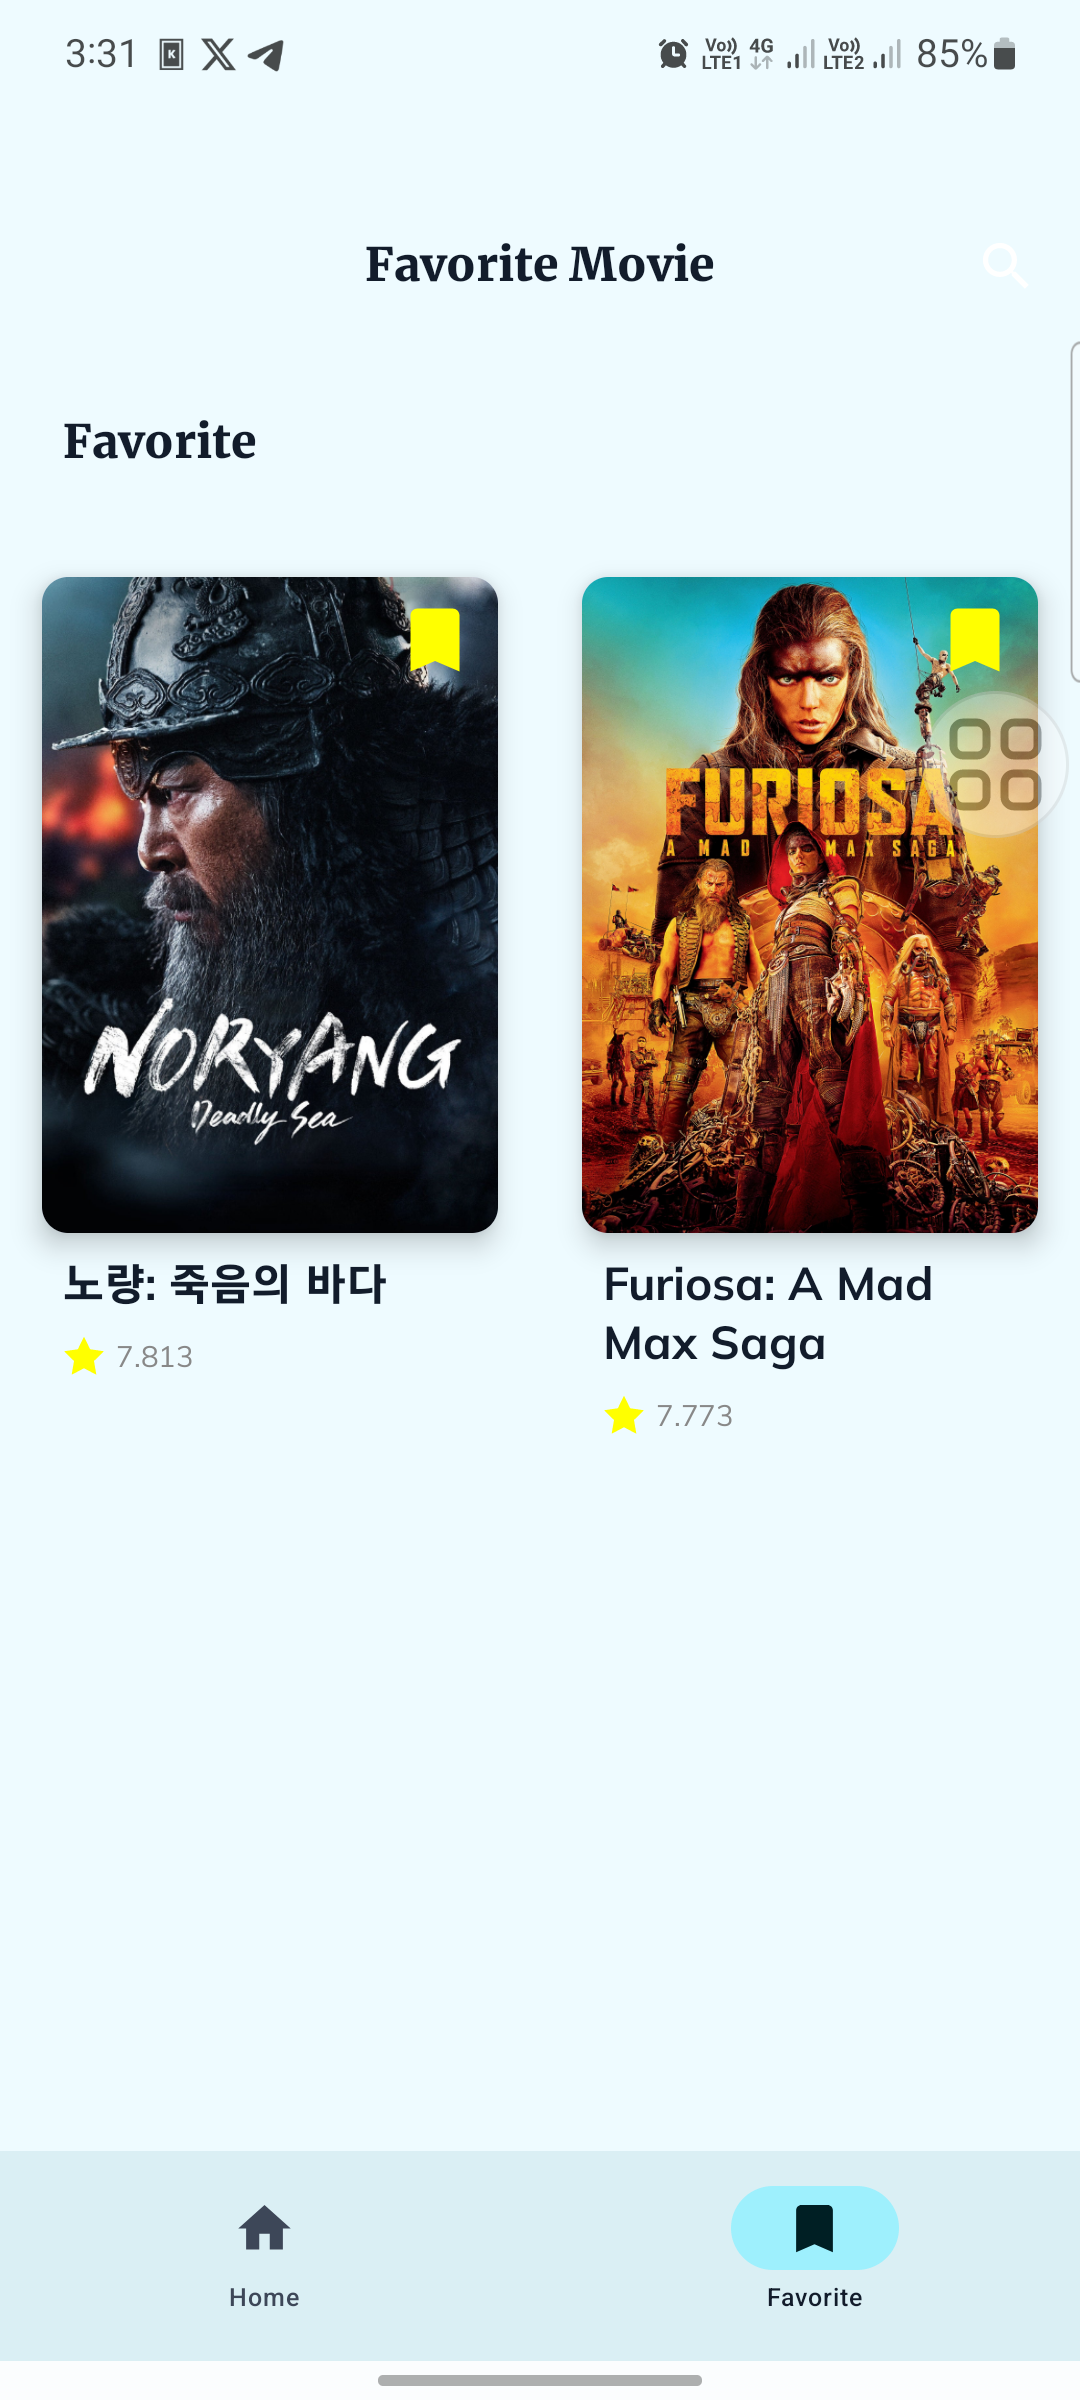 3:31
K
Vo)) LTE1 4G Vo)) LTE2 85%
Favorite Movie
Favorite
NORYANG
Deadly Sea
FURIOSA
A MAD MAX SAGA
노량: 죽음의 바다
7.813
Furiosa: A Mad
Max Saga
7.773
Home
Favorite